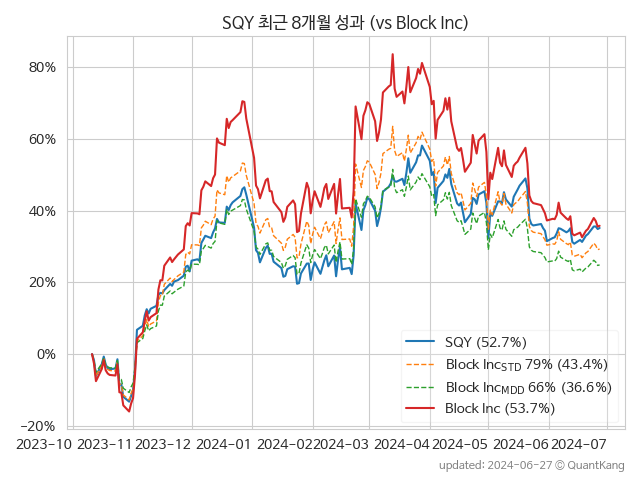 SQY 최근 8개월 성과 (vs Block Inc)
80%
60%
40%
20%
0%
−20%
2023-10 2023-11 2023-12 2024-01 2024-02 2024-03 2024-04 2024-05 2024-06 2024-07
SQY (52.7%)
Block Inc_STD 79% (43.4%)
Block Inc_MDD 66% (36.6%)
Block Inc (53.7%)
updated: 2024-06-27 © QuantKang